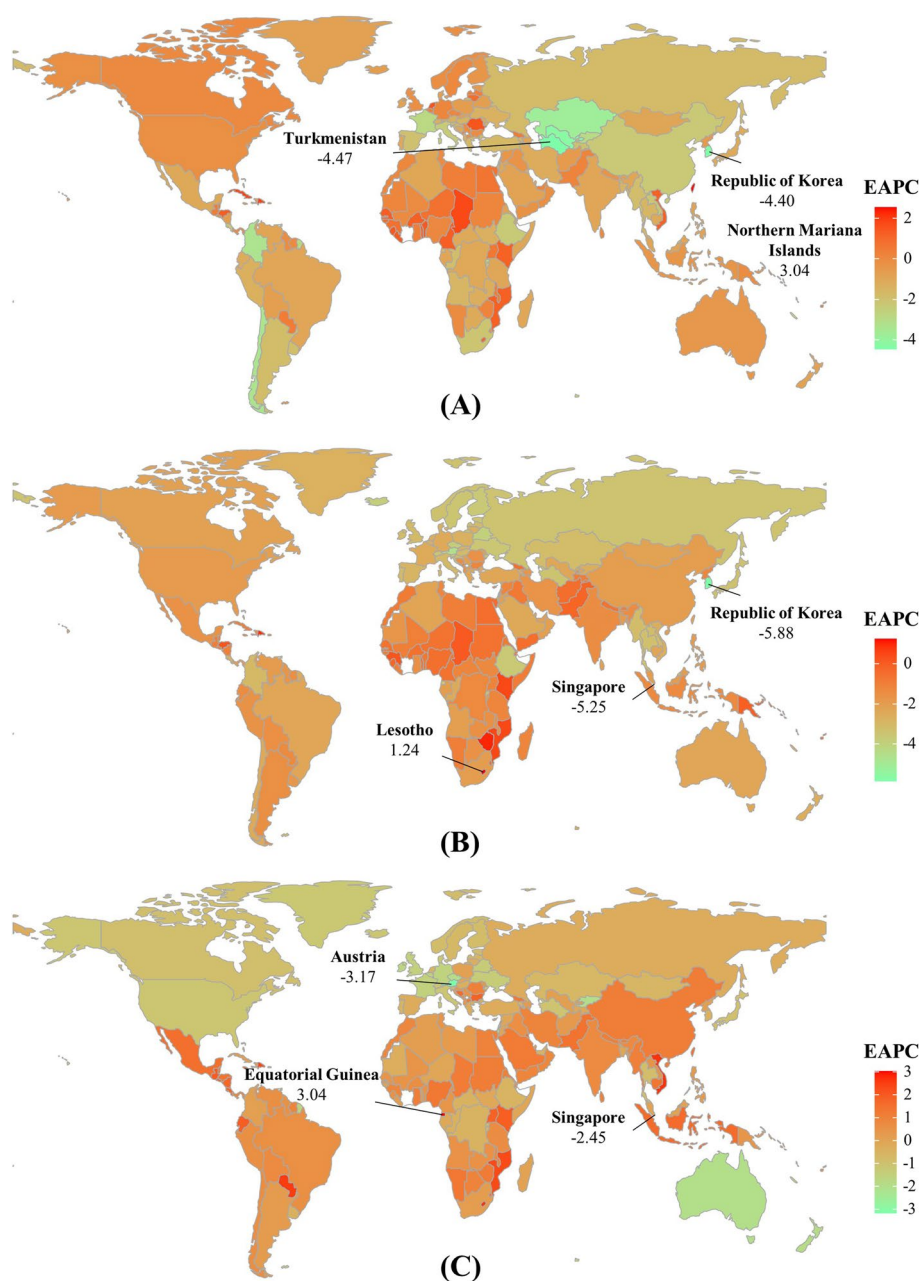 Turkmenistan
-4.47
Republic of Korea
-4.40
Northern Mariana
Islands
3.04
EAPC
2
0
-2
-4
(A)
Republic of Korea
-5.88
Singapore
-5.25
Lesotho
1.24
EAPC
0
-2
-4
(B)
Austria
-3.17
Equatorial Guinea
3.04
Singapore
-2.45
EAPC
3
2
1
0
-1
-2
-3
(C)